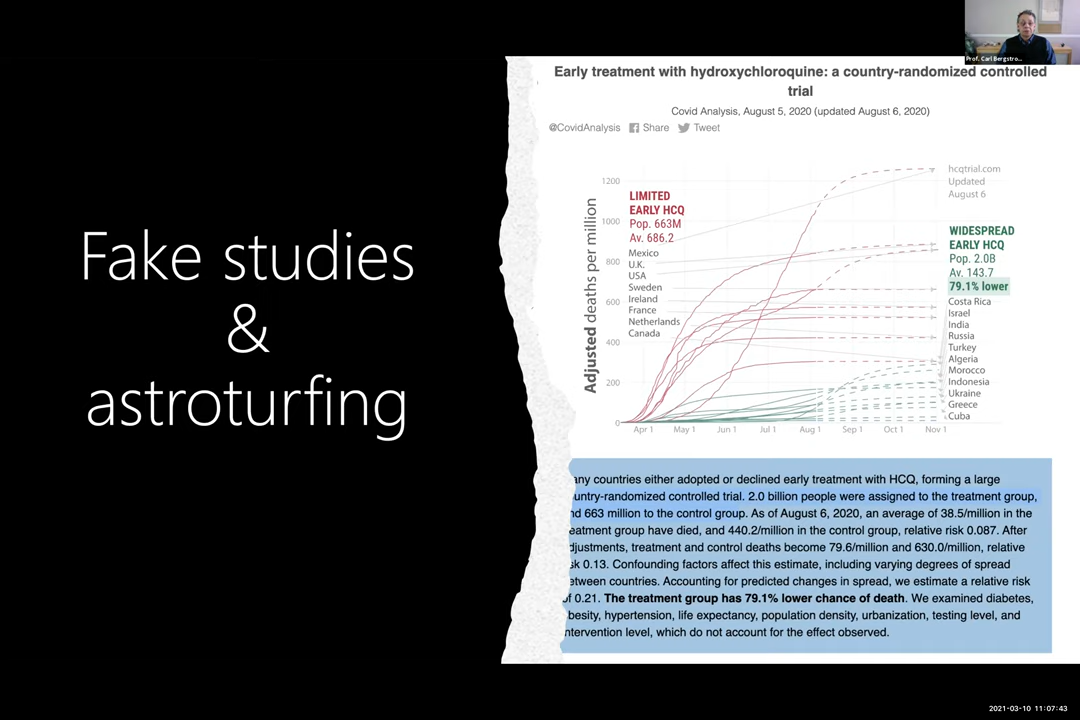 Prof. Carl Bergstro...
Fake studies
&
astroturfing
Early treatment with hydroxychloroquine: a country-randomized controlled
trial
Covid Analysis, August 5, 2020 (updated August 6, 2020)
@CovidAnalysis Share Tweet
Adjusted deaths per million
1200
1000
800
600
400
200
0
LIMITED
EARLY HCQ
Pop. 663M
Av. 686.2
Mexico
U.K.
USA
Sweden
Ireland
France
Netherlands
Canada
hcqtrial.com
Updated
August 6
WIDESPREAD
EARLY HCQ
Pop. 2.0B
Av. 143.7
79.1% lower
Costa Rica
Israel
India
Russia
Turkey
Algeria
Morocco
Indonesia
Ukraine
Greece
Cuba
Apr 1 May 1 Jun 1 Jul 1 Aug 1 Sep 1 Oct 1 Nov 1
any countries either adopted or declined early treatment with HCQ, forming a large
untry-randomized controlled trial. 2.0 billion people were assigned to the treatment group,
nd 663 million to the control group. As of August 6, 2020, an average of 38.5/million in the
eatment group have died, and 440.2/million in the control group, relative risk 0.087. After
djustments, treatment and control deaths become 79.6/million and 630.0/million, relative
sk 0.13. Confounding factors affect this estimate, including varying degrees of spread
etween countries. Accounting for predicted changes in spread, we estimate a relative risk
of 0.21. The treatment group has 79.1% lower chance of death. We examined diabetes,
besity, hypertension, life expectancy, population density, urbanization, testing level, and
ntervention level, which do not account for the effect observed.
2021-03-10 11:07:43